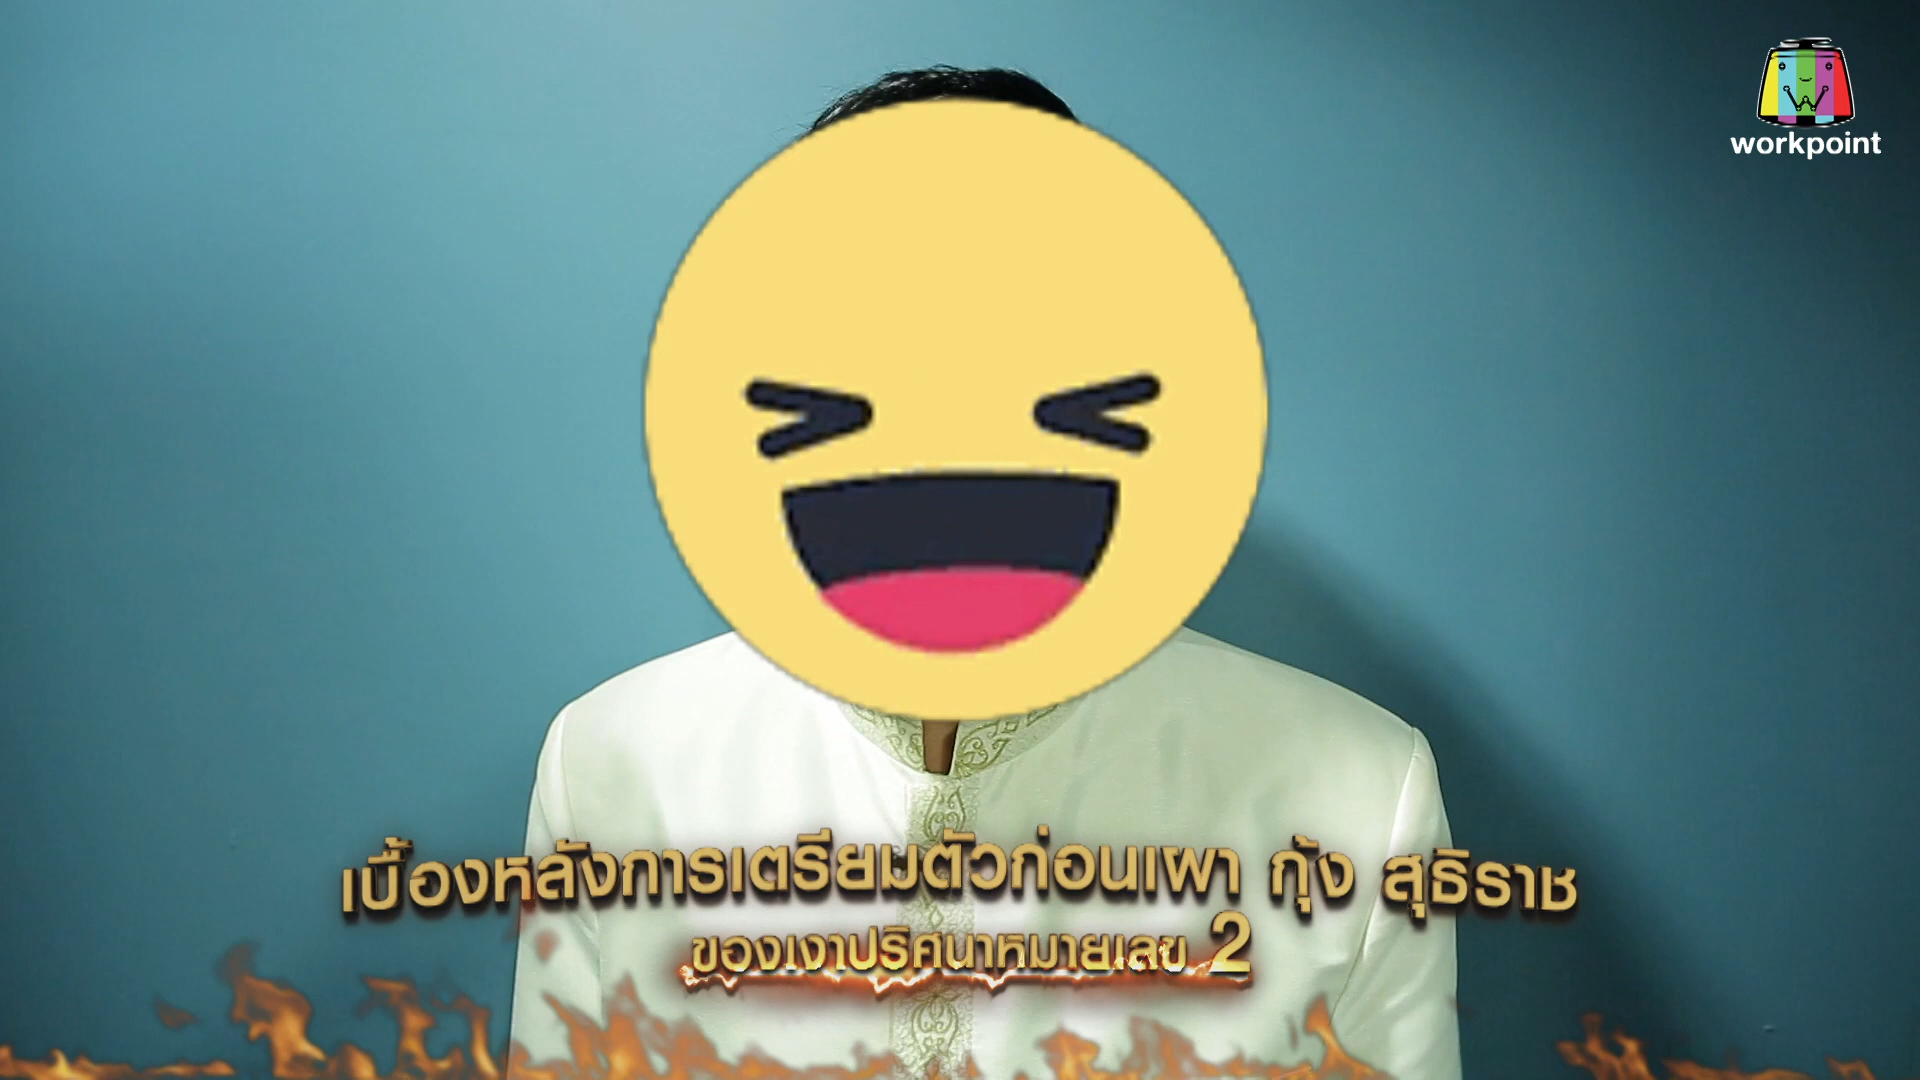 workpoint
เบื้องหลังการเตรียมตัวก่อนเผา กุ้ง สุธิราช
ของเงาปริศนาหมายเลข 2